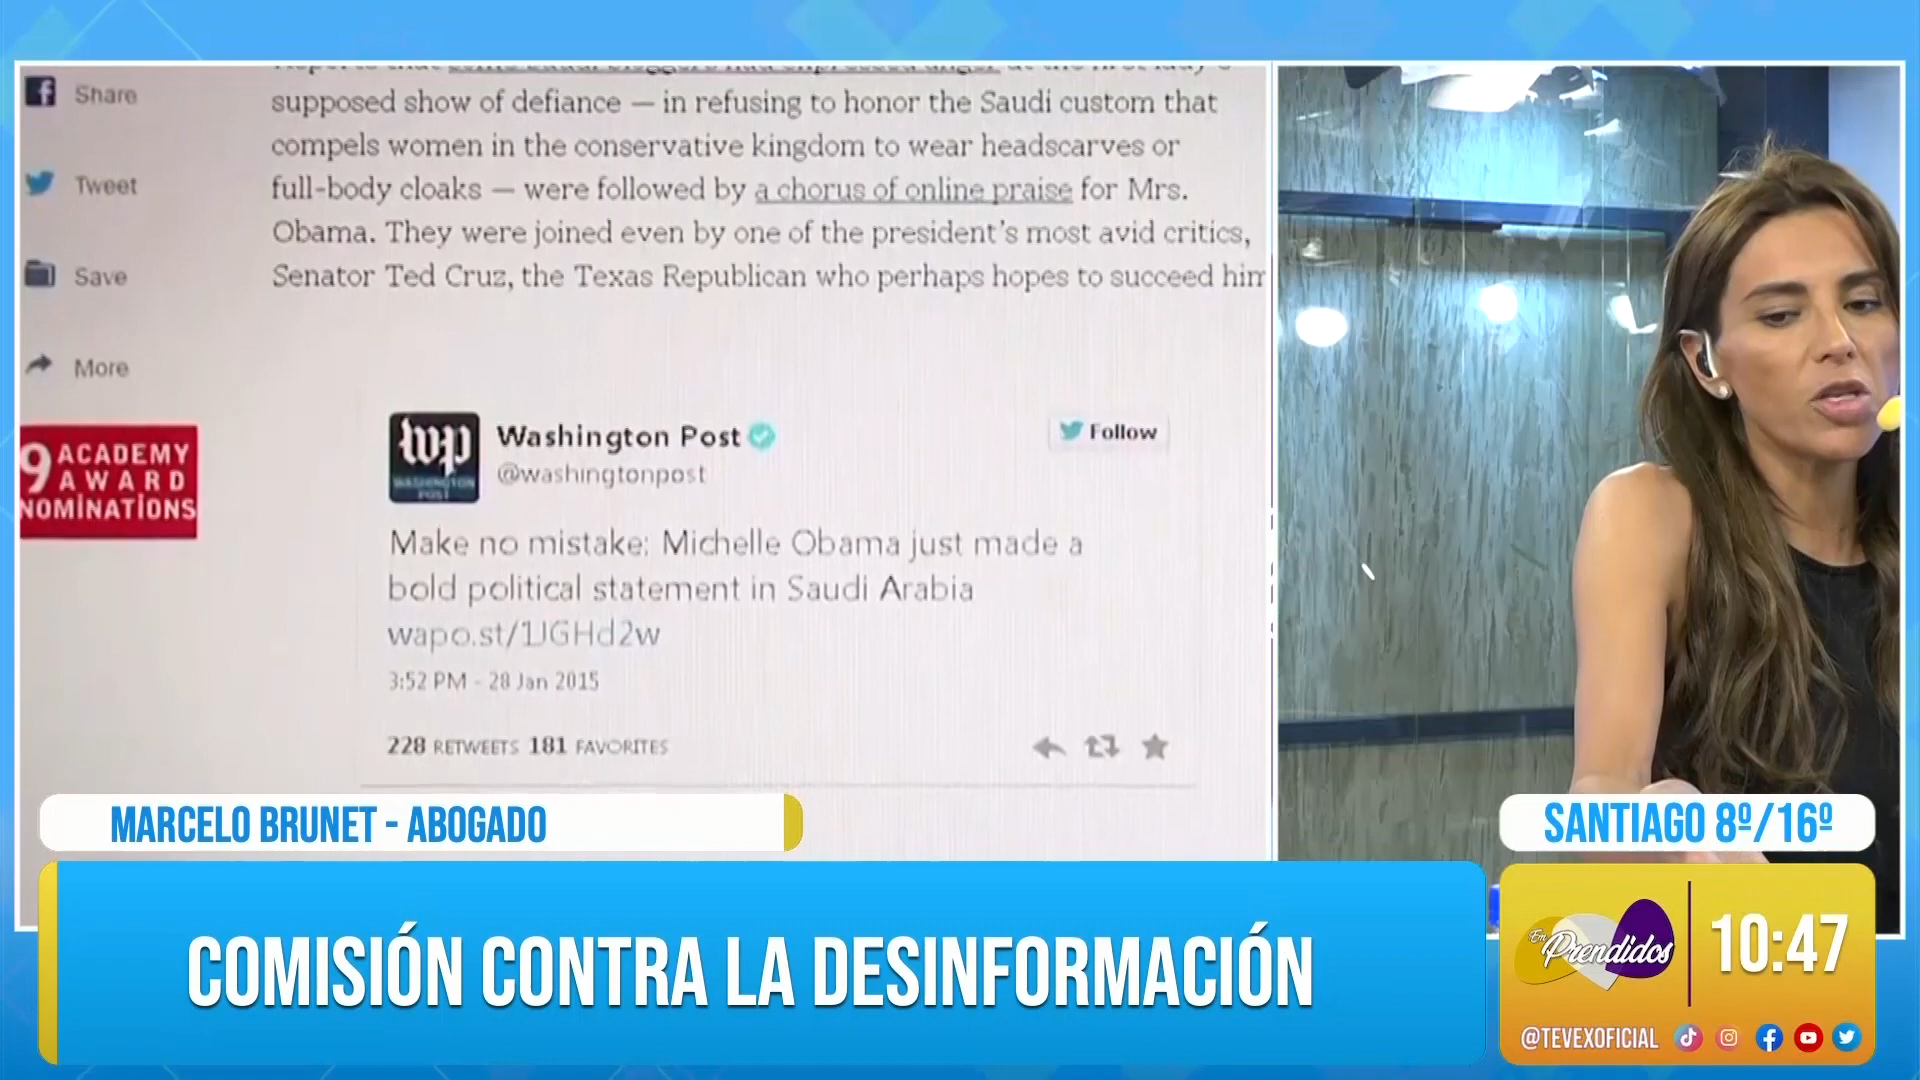 supposed show of defiance — in refusing to honor the Saudi custom that
compels women in the conservative kingdom to wear headscarves or
full-body cloaks — were followed by a chorus of online praise for Mrs.
Obama. They were joined even by one of the president's most avid critics,
Senator Ted Cruz, the Texas Republican who perhaps hopes to succeed him
Share
Tweet
Save
More
9 ACADEMY
AWARD
NOMINATIONS
wp
WASHINGTON
POST
Washington Post
@washingtonpost
Follow
Make no mistake: Michelle Obama just made a
bold political statement in Saudi Arabia
wapo.st/1JGHd2w
3:52 PM - 28 Jan 2015
228 RETWEETS 181 FAVORITES
MARCELO BRUNET - ABOGADO
COMISIÓN CONTRA LA DESINFORMACIÓN
SANTIAGO 8º/16º
En
Prendidos
10:47
@TEVEXOFICIAL